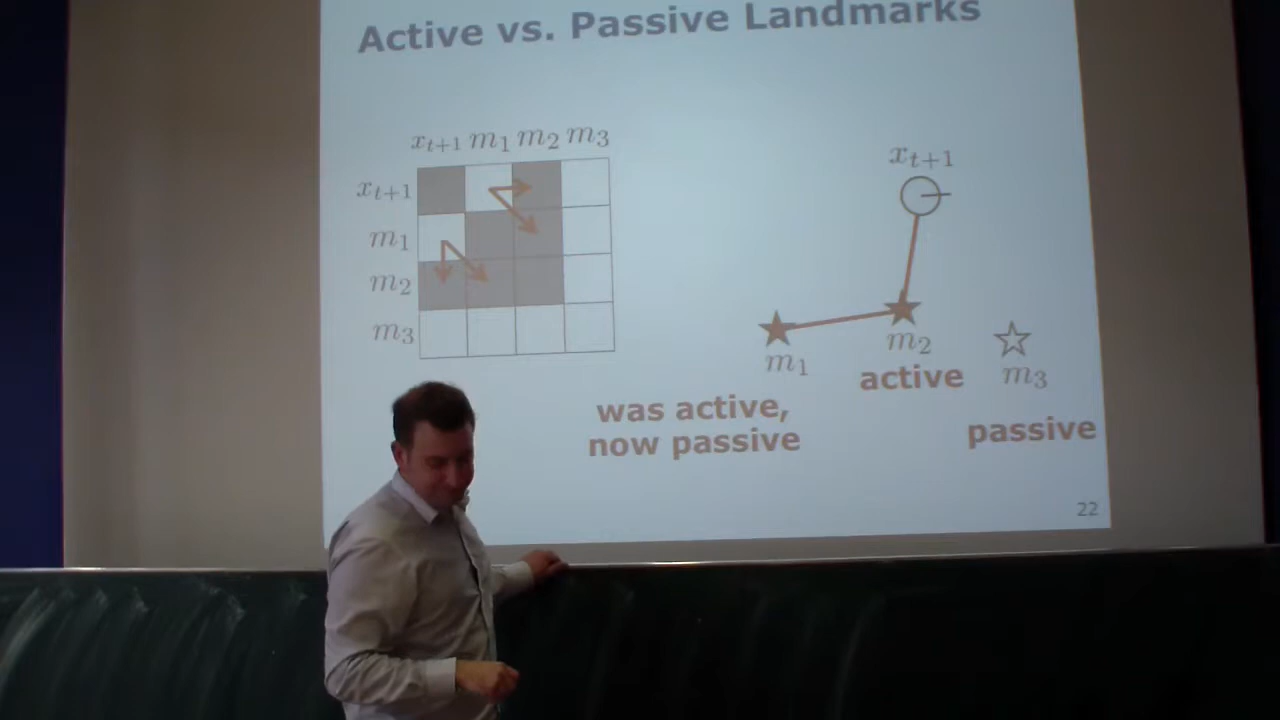 Active vs. Passive Landmarks
x_{t+1} m_1 m_2 m_3
x_{t+1}
m_1
m_2
m_3
x_{t+1}
m_1
m_2
m_3
active
was active,
now passive
passive
22